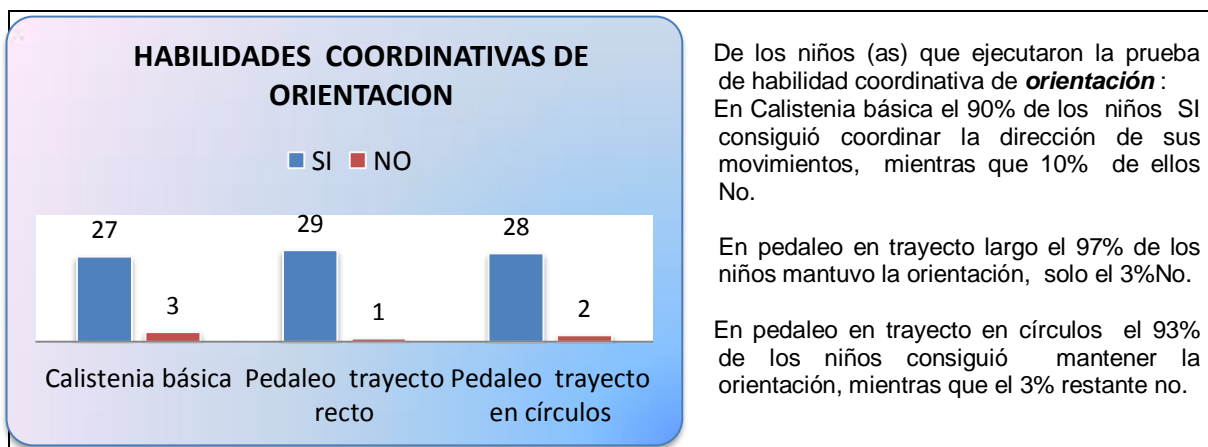 HABILIDADES COORDINATIVAS DE
ORIENTACION
SI NO
27 3 29 1 28 2
Calistenia básica Pedaleo trayecto Pedaleo trayecto
recto en círculos
De los niños (as) que ejecutaron la prueba
de habilidad coordinativa de orientación :
En Calistenia básica el 90% de los niños SI
consiguió coordinar la dirección de sus
movimientos, mientras que 10% de ellos
No.
En pedaleo en trayecto largo el 97% de los
niños mantuvo la orientación, solo el 3%No.
En pedaleo en trayecto en círculos el 93%
de los niños consiguió mantener la
orientación, mientras que el 3% restante no.